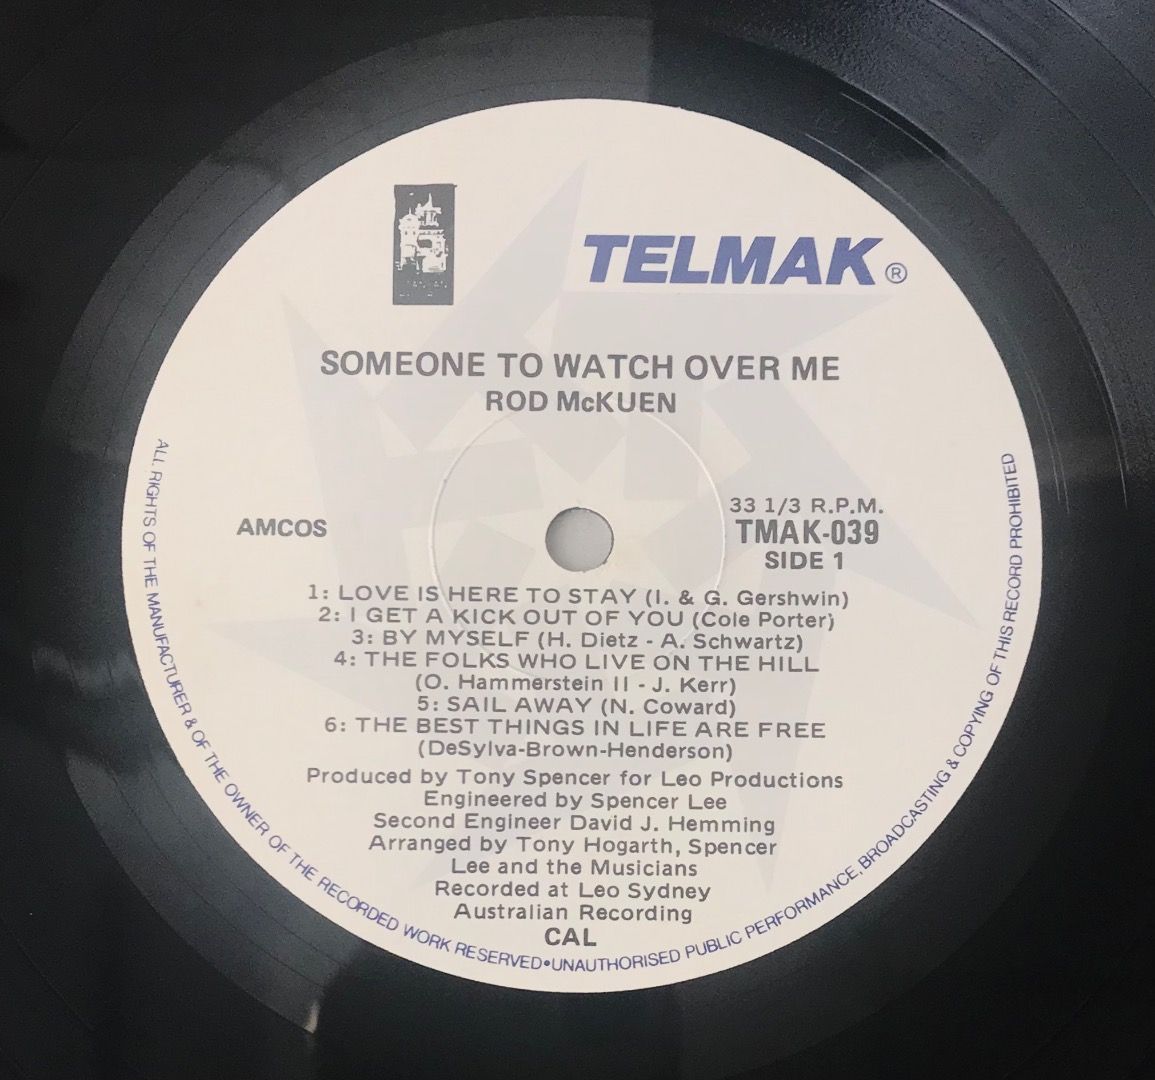 TELMAK ®
SOMEONE TO WATCH OVER ME
ROD McKUEN
AMCOS
33 1/3 R.P.M.
TMAK-039
SIDE 1
1: LOVE IS HERE TO STAY (I. & G. Gershwin)
2: I GET A KICK OUT OF YOU (Cole Porter)
3: BY MYSELF (H. Dietz - A. Schwartz)
4: THE FOLKS WHO LIVE ON THE HILL
(O. Hammerstein II - J. Kerr)
5: SAIL AWAY (N. Coward)
6: THE BEST THINGS IN LIFE ARE FREE
(DeSylva-Brown-Henderson)
Produced by Tony Spencer for Leo Productions
Engineered by Spencer Lee
Second Engineer David J. Hemming
Arranged by Tony Hogarth, Spencer
Lee and the Musicians
Recorded at Leo Sydney
Australian Recording
CAL
ALL RIGHTS OF THE MANUFACTURER & OF THE OWNER OF THE RECORDED WORK RESERVED•UNAUTHORISED PUBLIC PERFORMANCE, BROADCASTING & COPYING OF THIS RECORD PROHIBITED